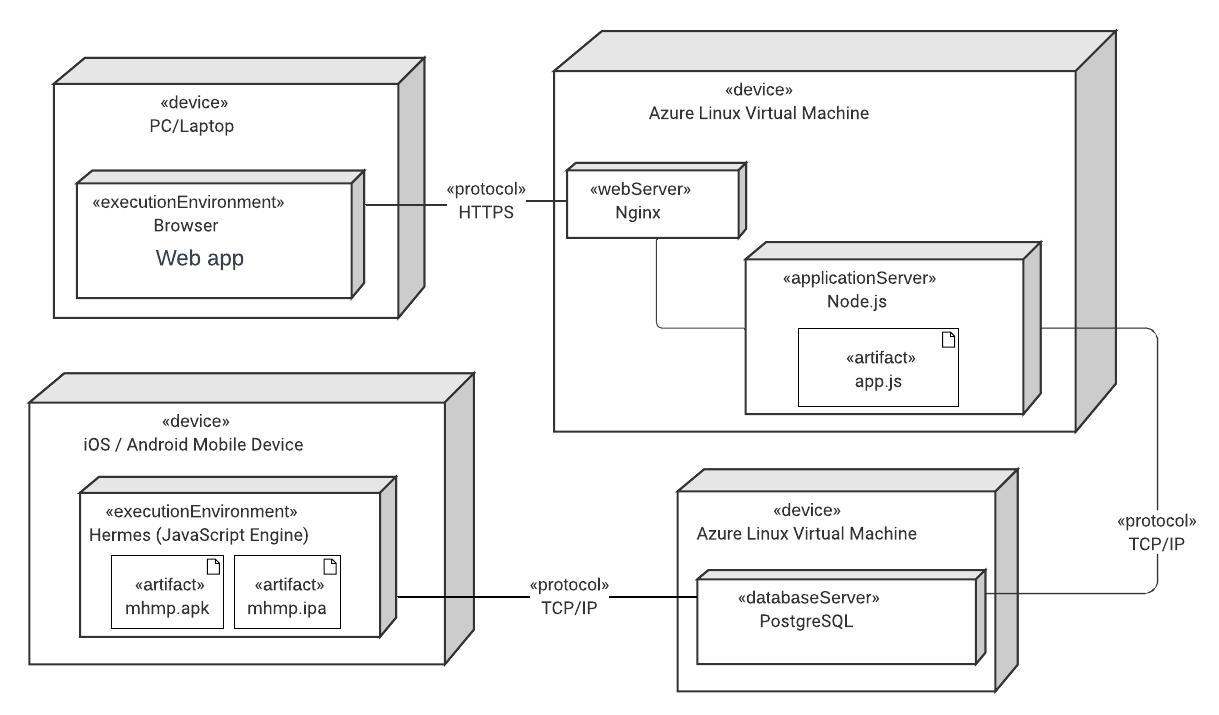 «device»
PC/Laptop
«executionEnvironment»
Browser
Web app
«protocol»
HTTPS
«device»
Azure Linux Virtual Machine
«webServer»
Nginx
«applicationServer»
Node.js
«artifact»
app.js
«device»
iOS / Android Mobile Device
«executionEnvironment»
Hermes (JavaScript Engine)
«artifact»
mhmp.apk
«artifact»
mhmp.ipa
«protocol»
TCP/IP
«device»
Azure Linux Virtual Machine
«databaseServer»
PostgreSQL
«protocol»
TCP/IP